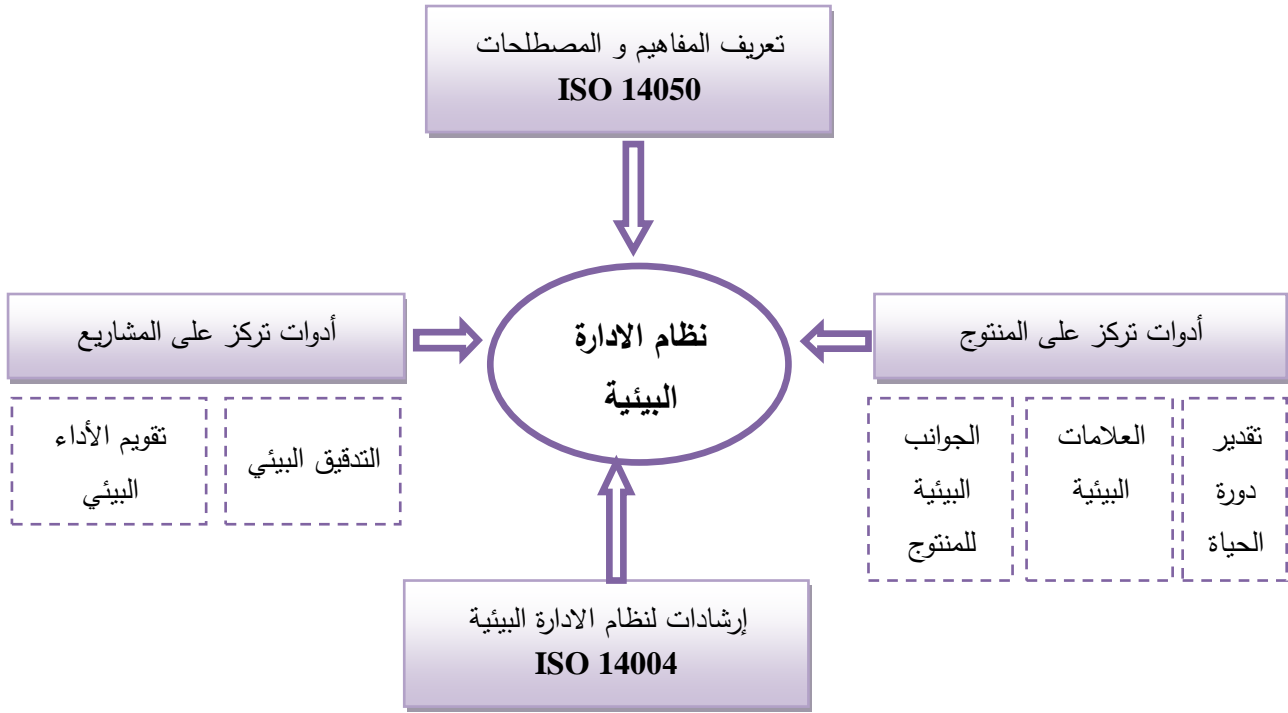 تعريف المفاهيم و المصطلحات
ISO 14050
أدوات تركز على المنتوج
نظام الادارة
البيئية
أدوات تركز على المشاريع
تقدير
دورة
الحياة
العلامات
البيئية
الجوانب
البيئية
للمنتوج
التدقيق البيئي
تقويم الأداء
البيئي
إرشادات لنظام الادارة البيئية
ISO 14004